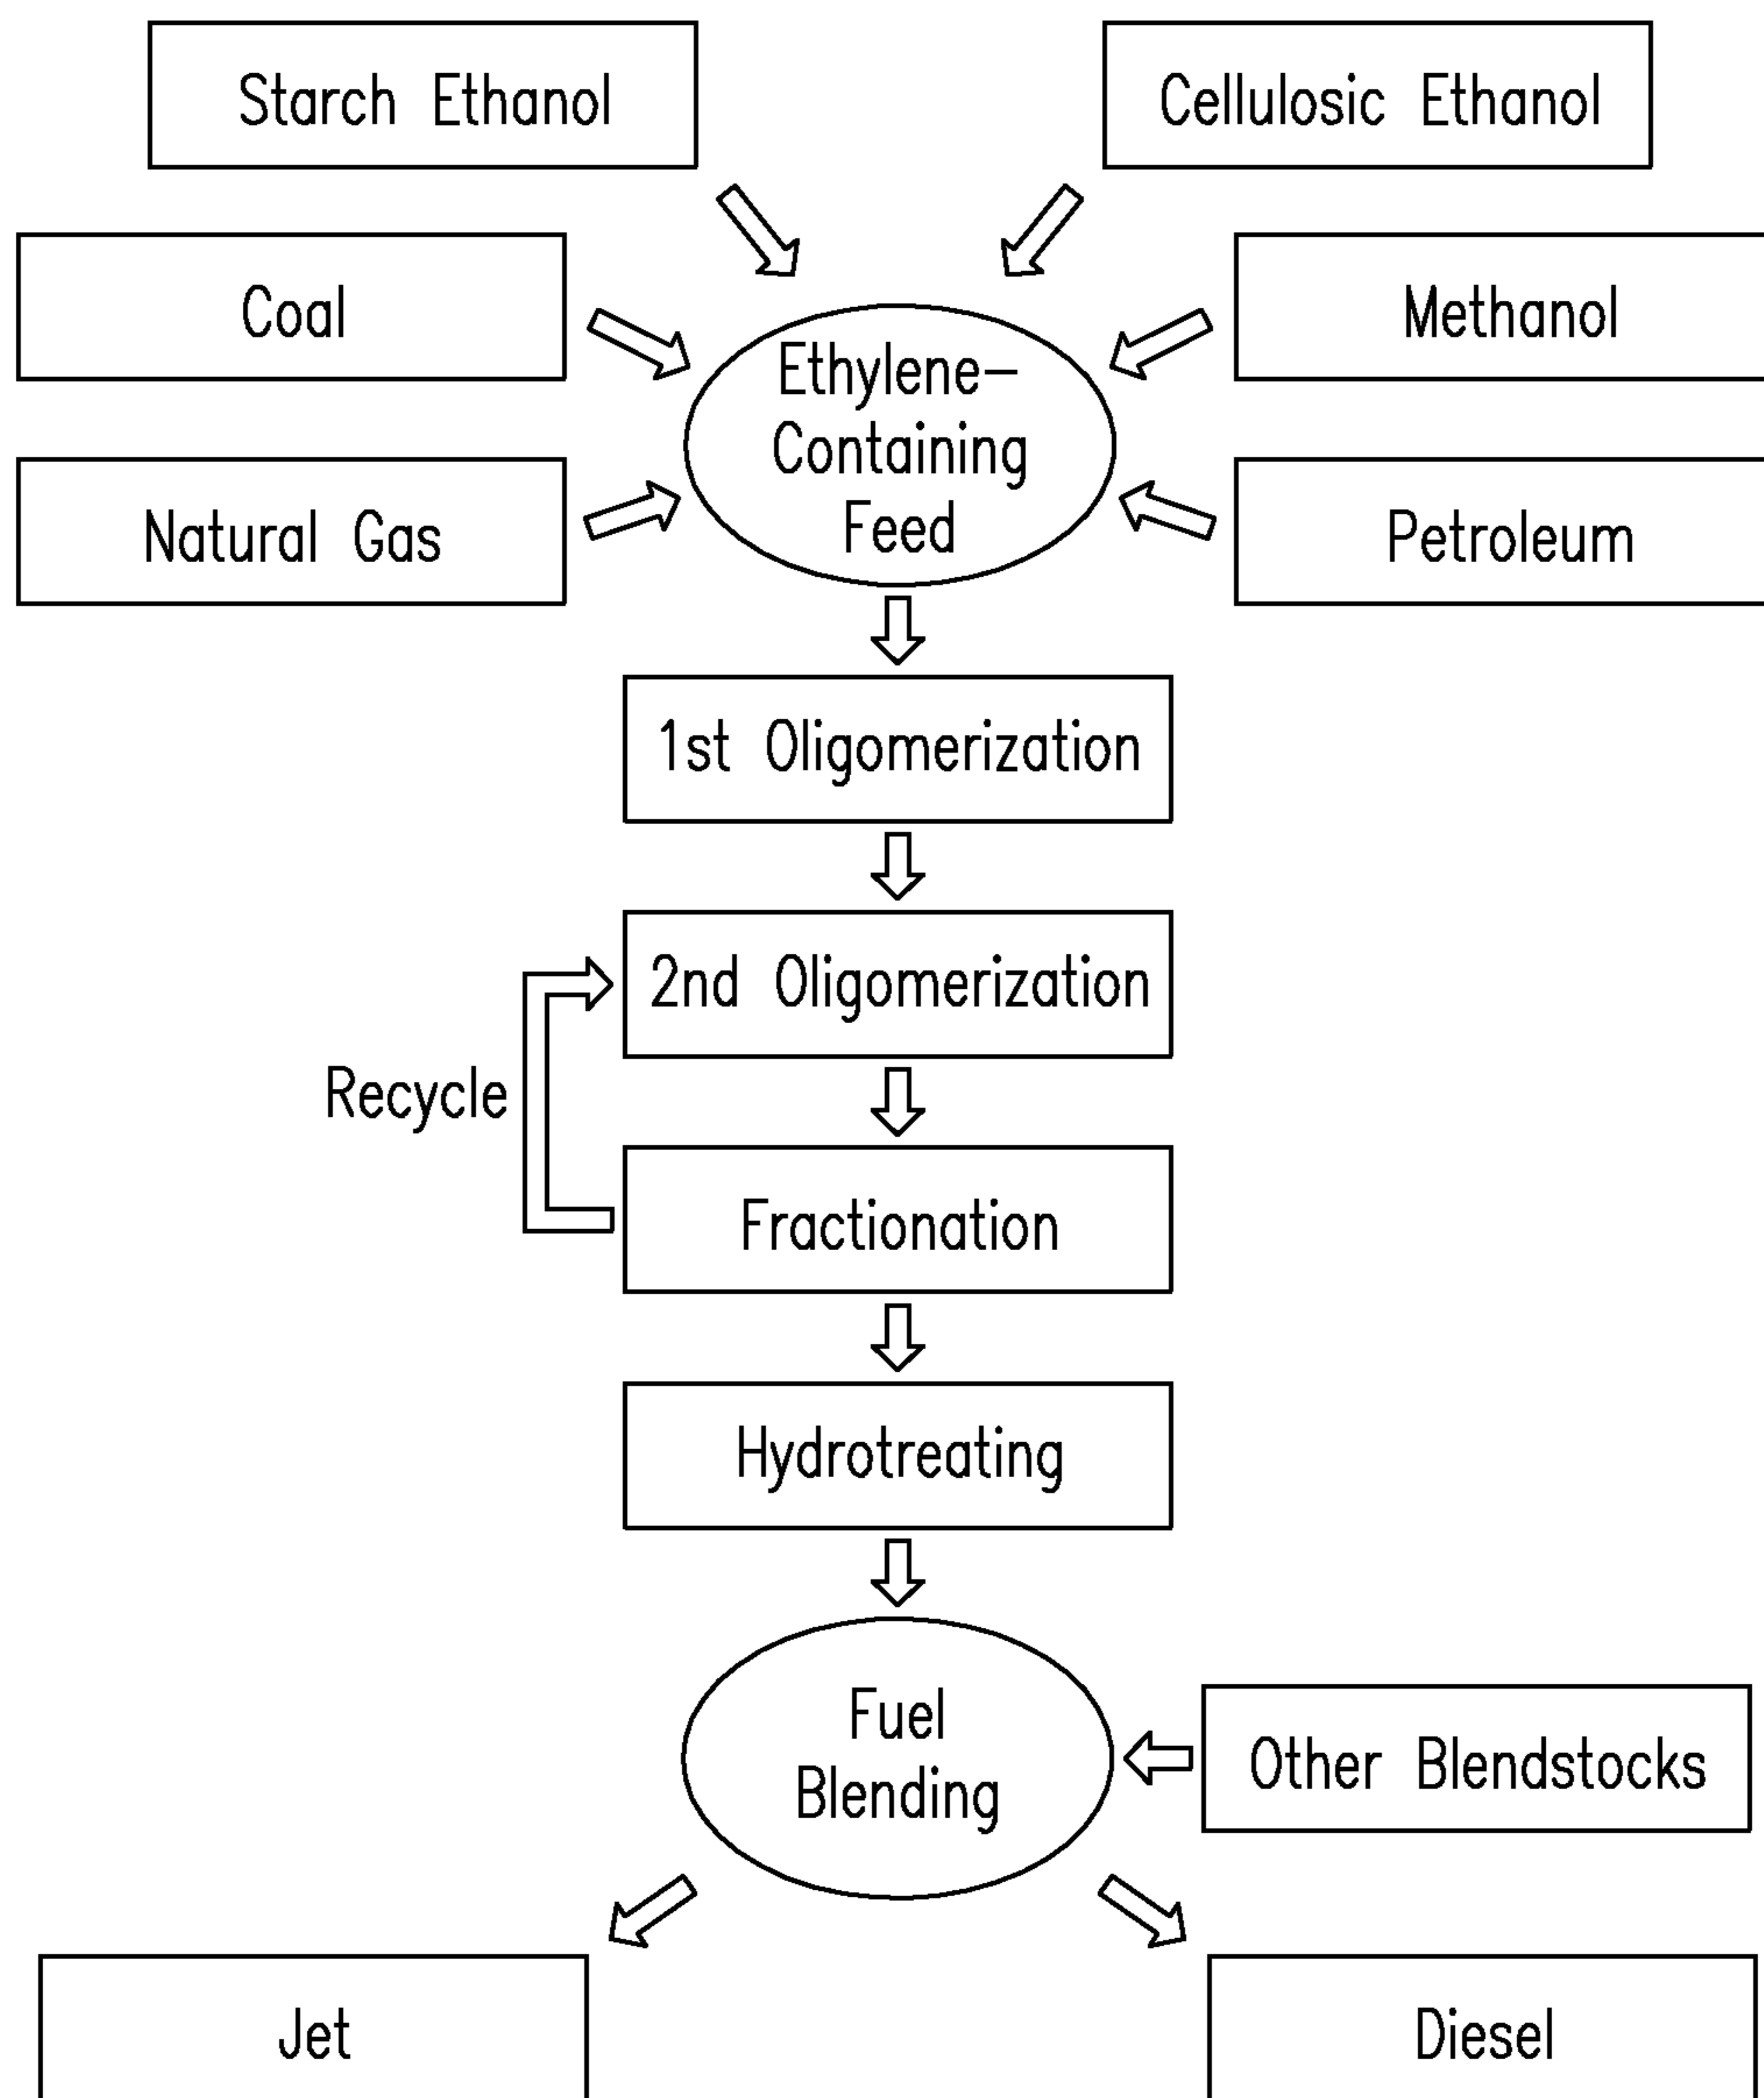 Starch Ethanol
Cellulosic Ethanol
Coal
Methanol
Ethylene-
Containing
Feed
Natural Gas
Petroleum
1st Oligomerization
2nd Oligomerization
Recycle
Fractionation
Hydrotreating
Fuel
Blending
Other Blendstocks
Jet
Diesel